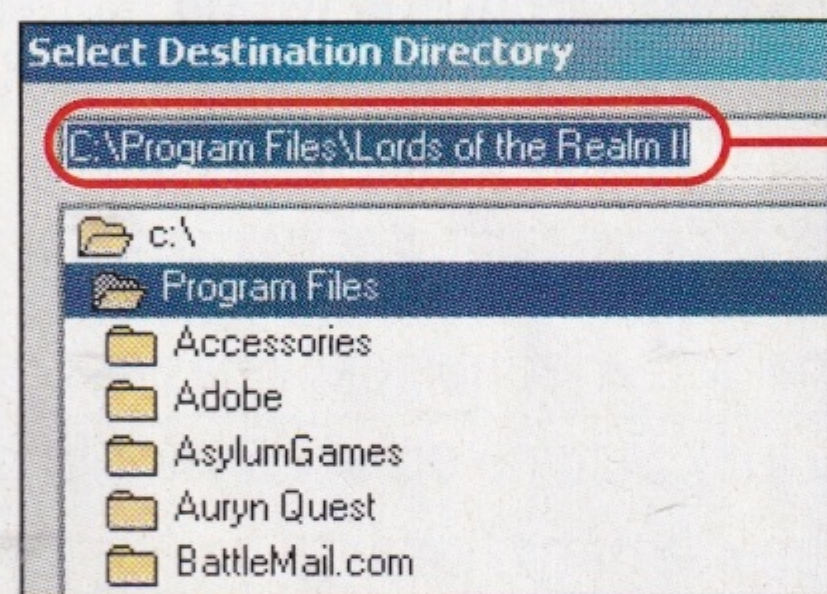 Select Destination Directory
C:\Program Files\Lords of the Realm II
c:\
Program Files
Accessories
Adobe
AsylumGames
Auryn Quest
BattleMail.com